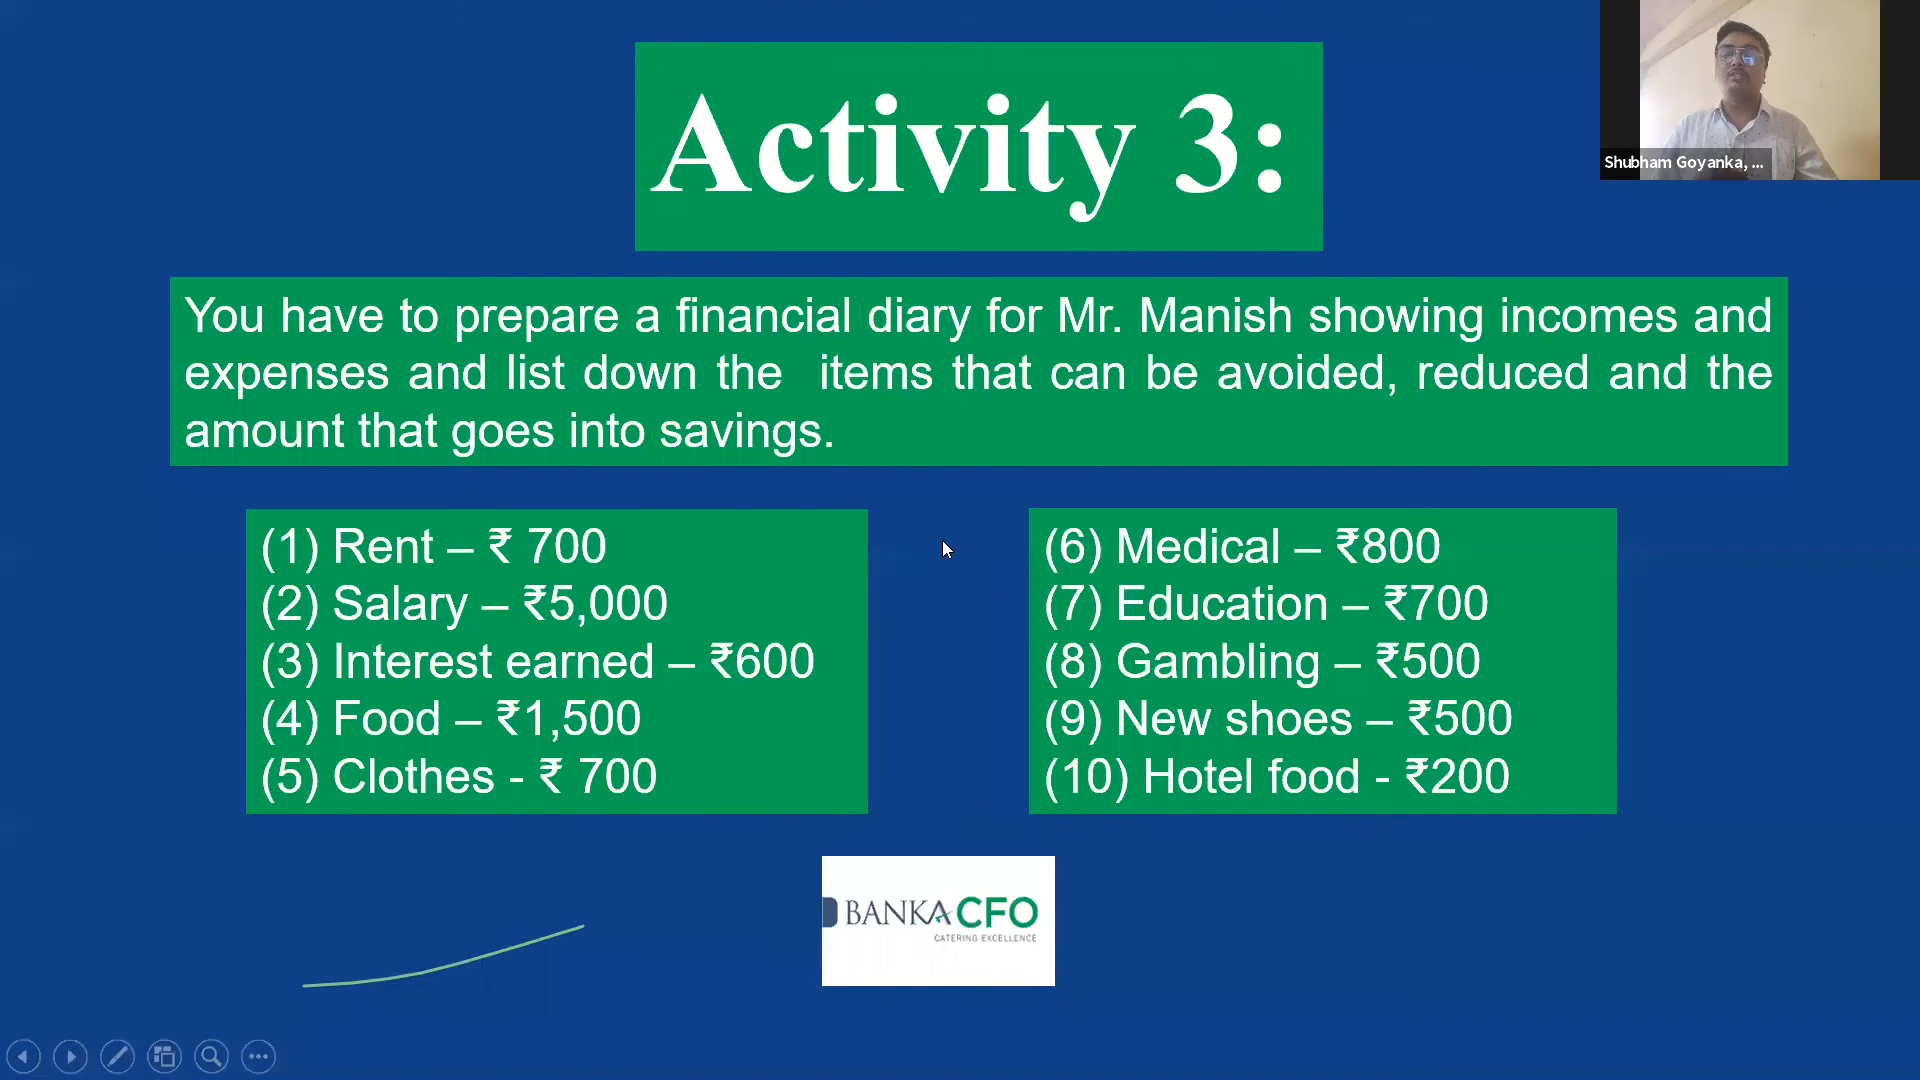 Activity 3:
Shubham Goyanka, ...
You have to prepare a financial diary for Mr. Manish showing incomes and
expenses and list down the items that can be avoided, reduced and the
amount that goes into savings.
(1) Rent – ₹ 700
(2) Salary – ₹5,000
(3) Interest earned – ₹600
(4) Food – ₹1,500
(5) Clothes - ₹ 700
(6) Medical – ₹800
(7) Education – ₹700
(8) Gambling – ₹500
(9) New shoes – ₹500
(10) Hotel food - ₹200
BANKA CFO
CATERING EXCELLENCE